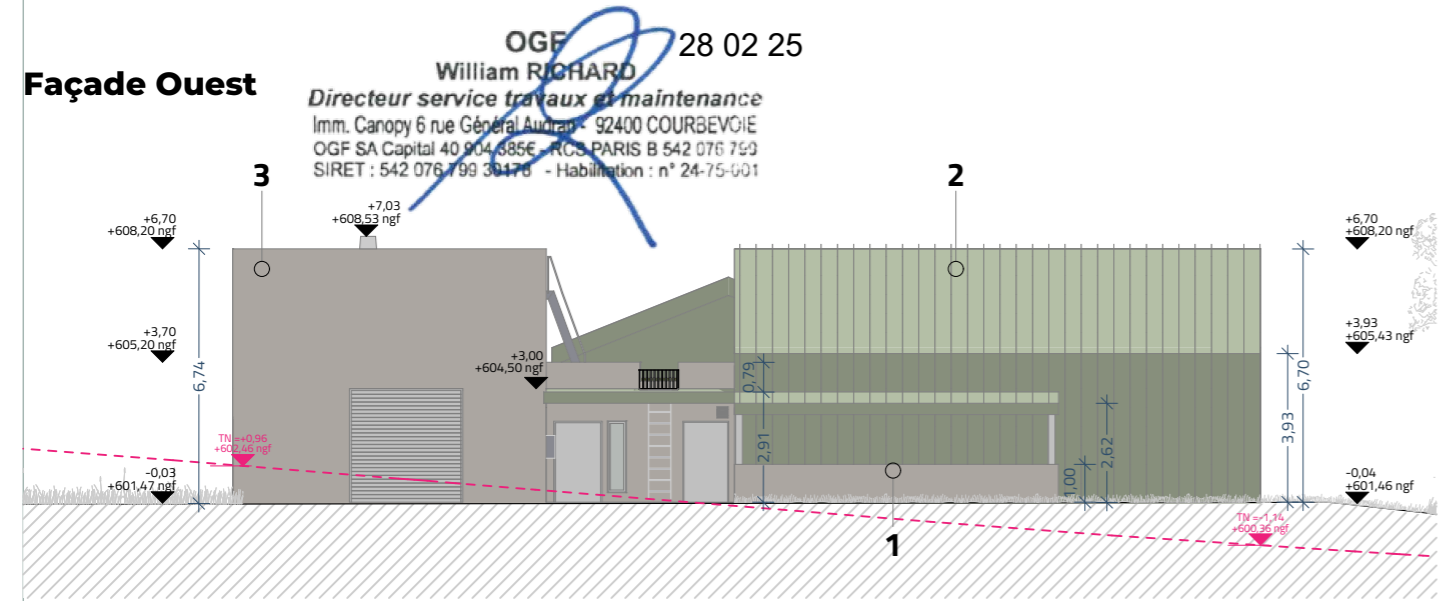 OGF
28 02 25
William RICHARD
Façade Ouest
Directeur service travaux et maintenance
Imm. Canopy 6 rue Général Audran - 92400 COURBEVOIE
OGF SA Capital 40 904 385€ - RCS PARIS B 542 076 799
SIRET : 542 076 799 - Habilitation : n° 24-75-001
3
2
+7,03
+608,53 ngf
+6,70
+608,20 ngf
+6,70
+608,20 ngf
+3,70
+605,20 ngf
+3,93
+605,43 ngf
+3,00
+604,50 ngf
6,74
0,79
6,70
2,91
2,62
3,93
1,00
TN =+0,96
+602,46 ngf
-0,03
+601,47 ngf
-0,04
+601,46 ngf
TN =-1,14
+600,36 ngf
1